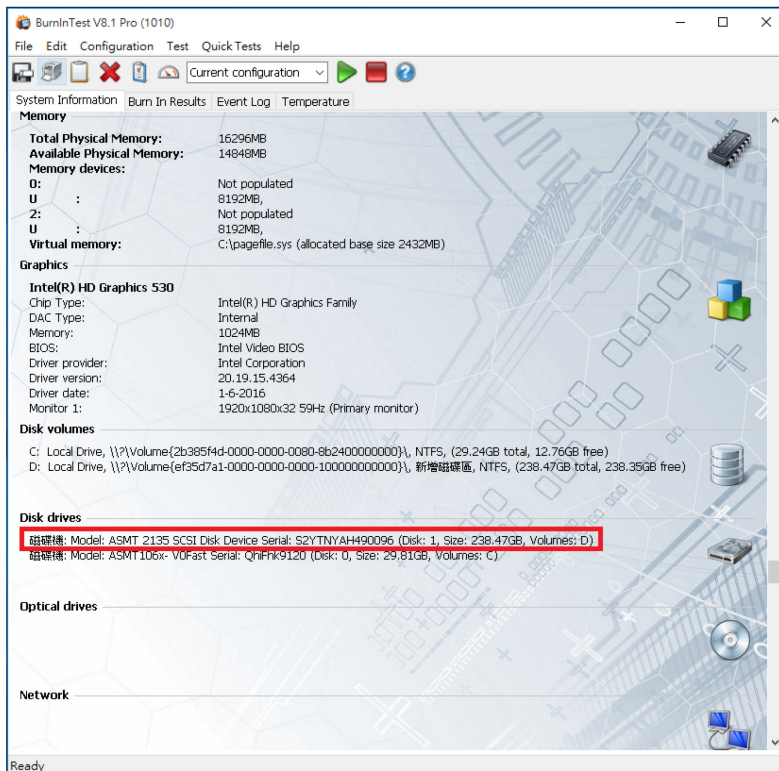 BurnInTest V8.1 Pro (1010)
File Edit Configuration Test Quick Tests Help
Current configuration
System Information Burn In Results Event Log Temperature
Memory
Total Physical Memory: 16296MB
Available Physical Memory: 14848MB
Memory devices:
0: Not populated
U : 8192MB,
2: Not populated
U : 8192MB,
Virtual memory: C:\pagefile.sys (allocated base size 2432MB)
Graphics
Intel(R) HD Graphics 530
Chip Type: Intel(R) HD Graphics Family
DAC Type: Internal
Memory: 1024MB
BIOS: Intel Video BIOS
Driver provider: Intel Corporation
Driver version: 20.19.15.4364
Driver date: 1-6-2016
Monitor 1: 1920x1080x32 59Hz (Primary monitor)
Disk volumes
C: Local Drive, \\?\Volume{2b385f4d-0000-0000-0080-8b2400000000}\, NTFS, (29.24GB total, 12.76GB free)
D: Local Drive, \\?\Volume{ef35d7a1-0000-0000-0000-100000000000}\, 新增磁碟區, NTFS, (238.47GB total, 238.35GB free)
Disk drives
磁碟機: Model: ASMT 2135 SCSI Disk Device Serial: S2YTNYAH490096 (Disk: 1, Size: 238.47GB, Volumes: D)
磁碟機: Model: ASMT106x- V0Fast Serial: QhiFhk9120 (Disk: 0, Size: 29.81GB, Volumes: C)
Optical drives
Network
Ready